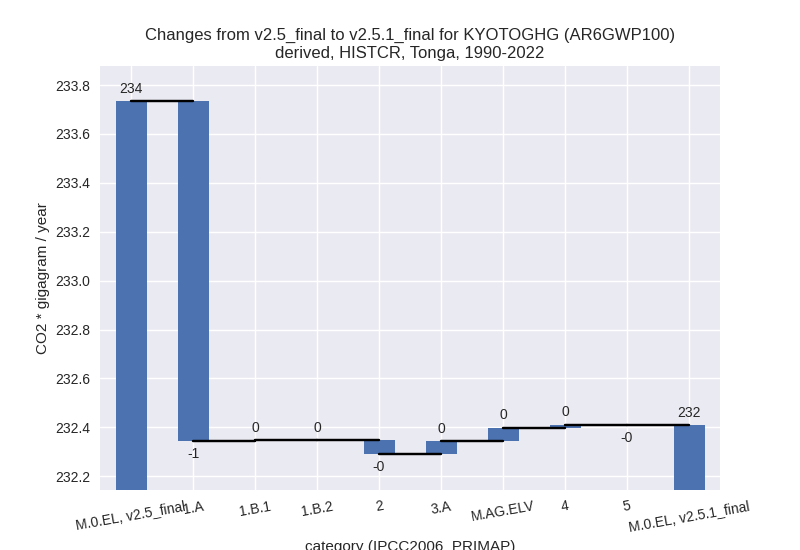 Changes from v2.5_final to v2.5.1_final for KYOTOGHG (AR6GWP100)
derived, HISTCR, Tonga, 1990-2022
CO2 * gigagram / year
233.8
233.6
233.4
233.2
233.0
232.8
232.6
232.4
232.2
234
-1
0
0
-0
0
0
0
-0
232
M.0.EL, v2.5_final
1.A
1.B.1
1.B.2
2
3.A
M.AG.ELV
4
5
M.0.EL, v2.5.1_final
category (IPCC2006_PRIMAP)